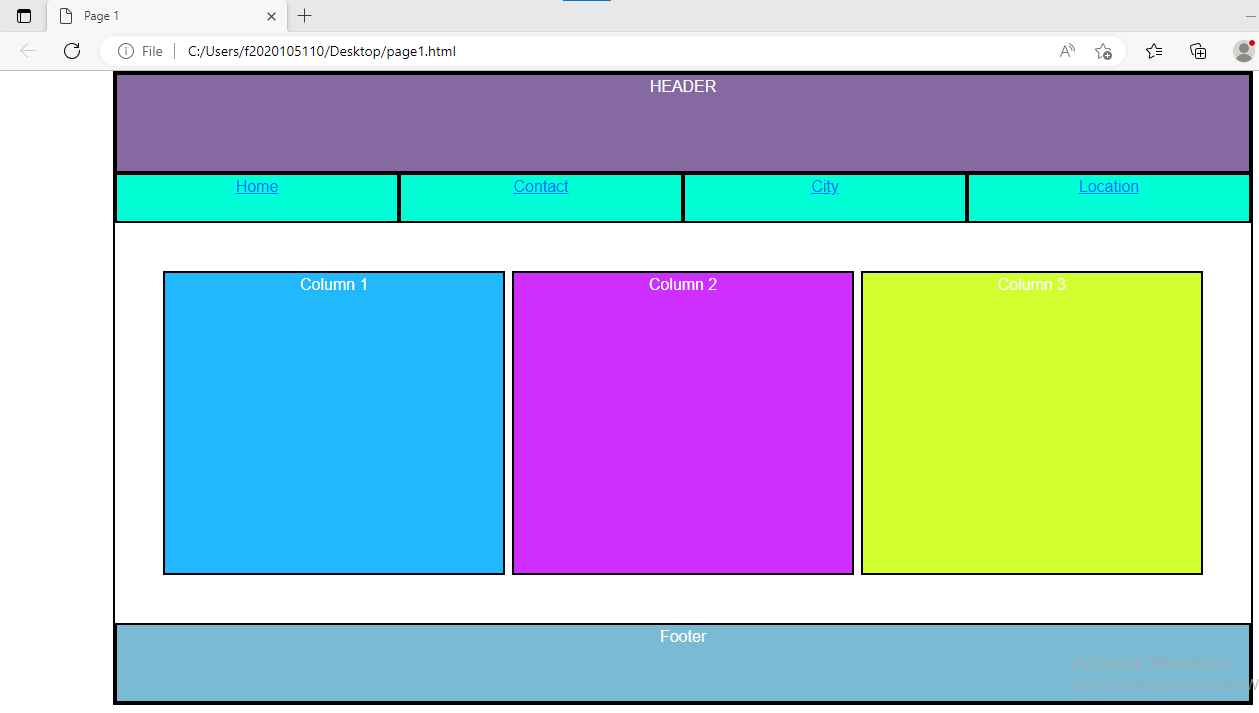 Page 1
File
C:/Users/f2020105110/Desktop/page1.html
HEADER
Home
Contact
City
Location
Column 1
Column 2
Column 3
Footer
Activate Windows